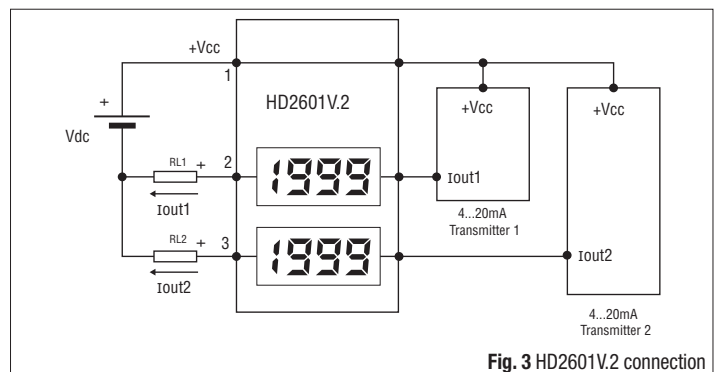 +Vcc
1
HD2601V.2
+Vcc
+Vcc
+
Vdc
RL1
+
2
1999
Iout1
Iout1
4...20mA
Transmitter 1
RL2
+
3
1999
Iout2
Iout2
4...20mA
Transmitter 2
Fig. 3 HD2601V.2 connection